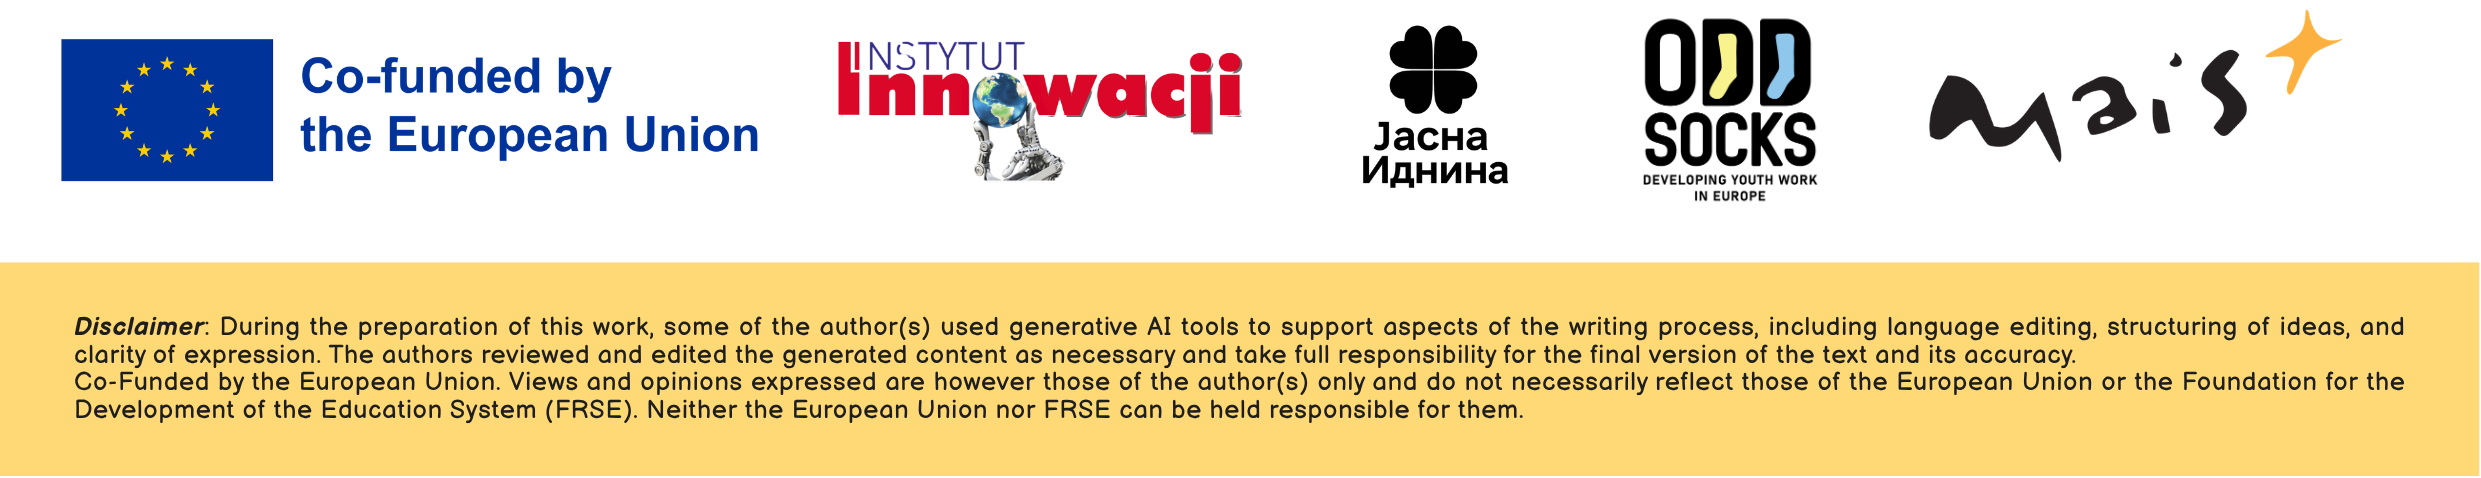 Co-funded by
the European Union
INSTYTUT
Innowacji
Јасна
Иднина
ODD
SOCKS
DEVELOPING YOUTH WORK
IN EUROPE
mais
Disclaimer: During the preparation of this work, some of the author(s) used generative AI tools to support aspects of the writing process, including language editing, structuring of ideas, and
clarity of expression. The authors reviewed and edited the generated content as necessary and take full responsibility for the final version of the text and its accuracy.
Co-Funded by the European Union. Views and opinions expressed are however those of the author(s) only and do not necessarily reflect those of the European Union or the Foundation for the
Development of the Education System (FRSE). Neither the European Union nor FRSE can be held responsible for them.